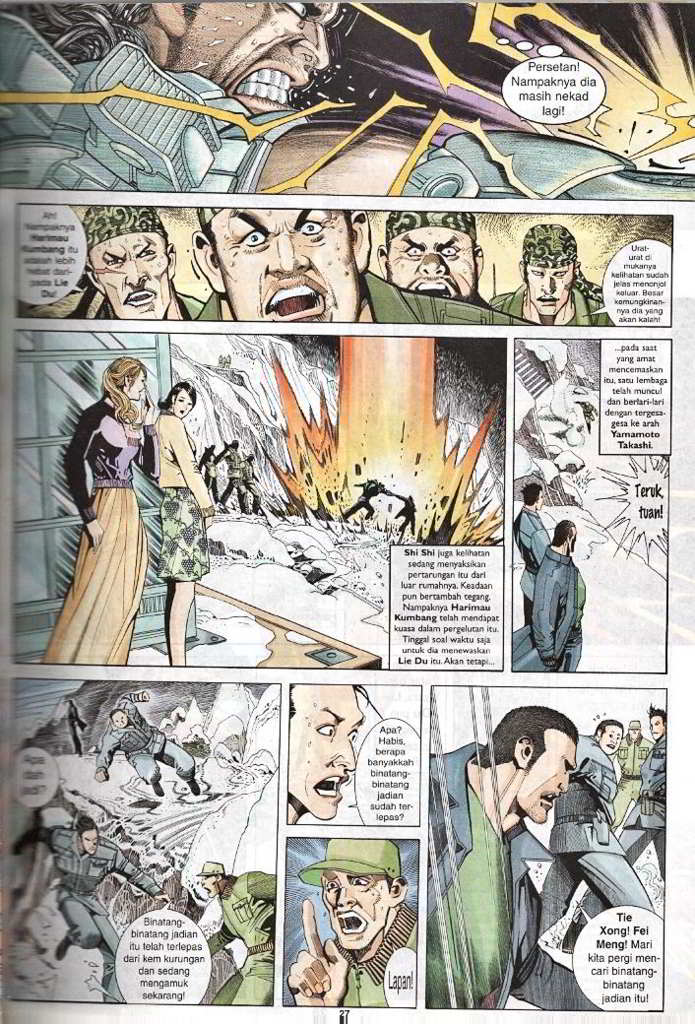 Persetan!
Nampaknya dia
masih nekad
lagi!
Ah!
Nampaknya
Harimau
Kumbang itu
adalah lebih
hebat dari-
pada Lie
Du!
Urat-
urat di
mukanya
kelihatan sudah
jelas menonjol
keluar. Besar
kemungkinan-
nya dia yang
akan kalah!
Shi Shi juga kelihatan
sedang menyaksikan
pertarungan itu dari
luar rumahnya. Keadaan
pun bertambah tegang.
Nampaknya Harimau
Kumbang telah mendapat
kuasa dalam pergelutan itu.
Tinggal soal waktu saja
untuk dia menewaskan
Lie Du itu. Akan tetapi...
...pada saat
yang amat
mencemaskan
itu, satu lembaga
telah muncul
dan berlari-lari
dengan tergesa-
gesa ke arah
Yamamoto
Takashi.
Teruk,
tuan!
Apa
dah
jadi?
Binatang-
binatang jadian
itu telah terlepas
dari kem kurungan
dan sedang
mengamuk
sekarang!
Apa?
Habis,
berapa
banyakkah
binatang-
binatang
jadian
sudah ter-
lepas?
Lapan!
Tie
Xong! Fei
Meng! Mari
kita pergi men-
cari binatang-
binatang
jadian itu!
27